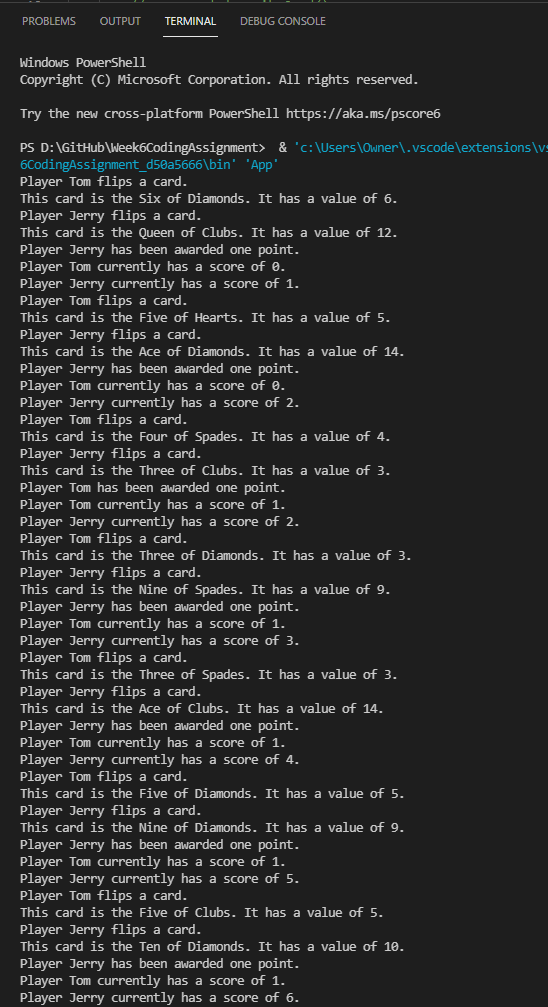 PROBLEMS OUTPUT TERMINAL DEBUG CONSOLE
Windows PowerShell
Copyright (C) Microsoft Corporation. All rights reserved.
Try the new cross-platform PowerShell https://aka.ms/pscore6
PS D:\GitHub\Week6CodingAssignment>  & 'c:\Users\Owner\.vscode\extensions\vs
6CodingAssignment_d50a5666\bin' 'App'
Player Tom flips a card.
This card is the Six of Diamonds. It has a value of 6.
Player Jerry flips a card.
This card is the Queen of Clubs. It has a value of 12.
Player Jerry has been awarded one point.
Player Tom currently has a score of 0.
Player Jerry currently has a score of 1.
Player Tom flips a card.
This card is the Five of Hearts. It has a value of 5.
Player Jerry flips a card.
This card is the Ace of Diamonds. It has a value of 14.
Player Jerry has been awarded one point.
Player Tom currently has a score of 0.
Player Jerry currently has a score of 2.
Player Tom flips a card.
This card is the Four of Spades. It has a value of 4.
Player Jerry flips a card.
This card is the Three of Clubs. It has a value of 3.
Player Tom has been awarded one point.
Player Tom currently has a score of 1.
Player Jerry currently has a score of 2.
Player Tom flips a card.
This card is the Three of Diamonds. It has a value of 3.
Player Jerry flips a card.
This card is the Nine of Spades. It has a value of 9.
Player Jerry has been awarded one point.
Player Tom currently has a score of 1.
Player Jerry currently has a score of 3.
Player Tom flips a card.
This card is the Three of Spades. It has a value of 3.
Player Jerry flips a card.
This card is the Ace of Clubs. It has a value of 14.
Player Jerry has been awarded one point.
Player Tom currently has a score of 1.
Player Jerry currently has a score of 4.
Player Tom flips a card.
This card is the Five of Diamonds. It has a value of 5.
Player Jerry flips a card.
This card is the Nine of Diamonds. It has a value of 9.
Player Jerry has been awarded one point.
Player Tom currently has a score of 1.
Player Jerry currently has a score of 5.
Player Tom flips a card.
This card is the Five of Clubs. It has a value of 5.
Player Jerry flips a card.
This card is the Ten of Diamonds. It has a value of 10.
Player Jerry has been awarded one point.
Player Tom currently has a score of 1.
Player Jerry currently has a score of 6.